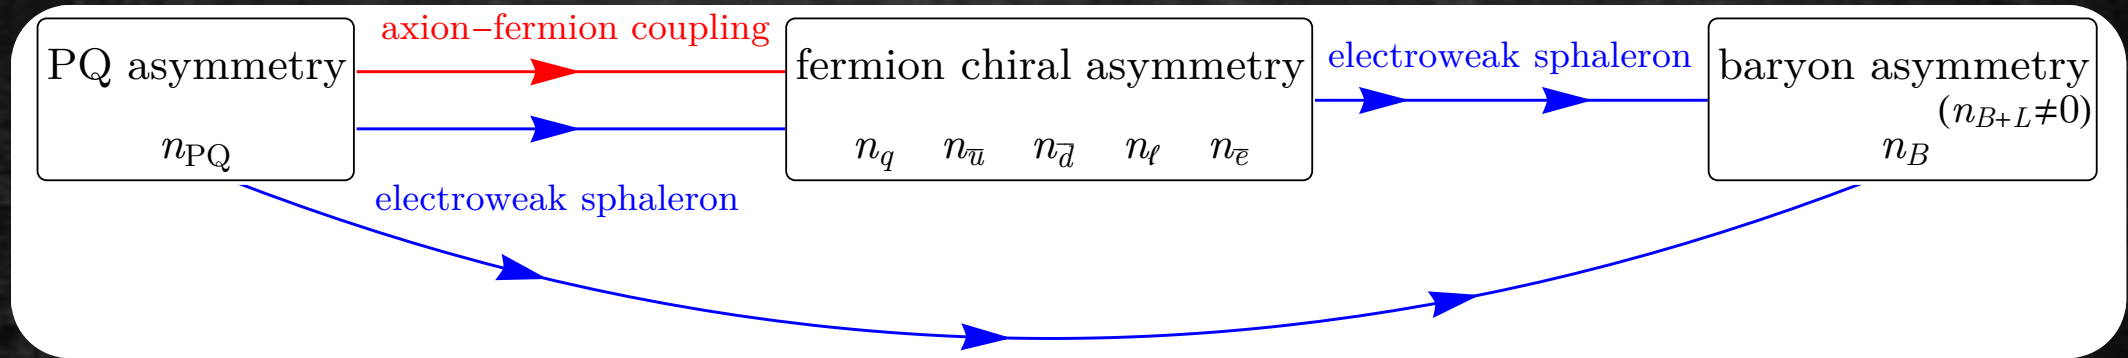 axion−fermion coupling
PQ asymmetry
n_PQ
electroweak sphaleron
fermion chiral asymmetry
n_q n_ū n_d̄ n_ℓ n_ē
electroweak sphaleron
baryon asymmetry
(n_{B+L}≠0)
n_B